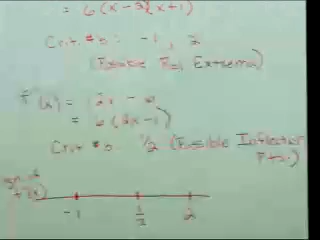 = 6(x-2)(x+1)
Crit. #s: -1, 2
(Possible Rel. Extrema)
f"(x) = 12x - 6
= 6(2x-1)
Crit. #s: 1/2 (Possible Inflection Pts.)
-1 1/2 2